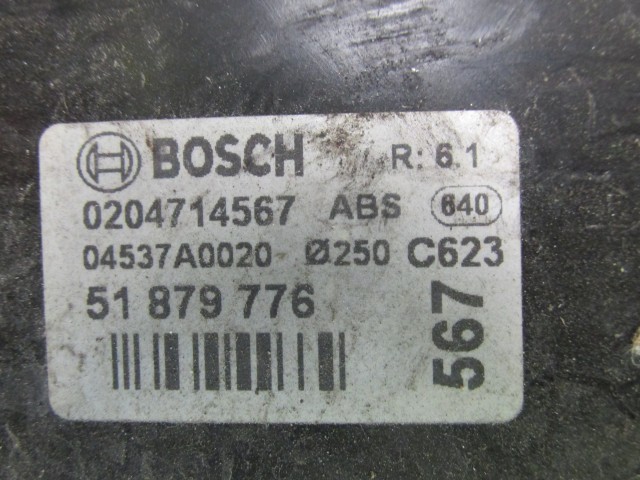 BOSCH R: 6.1
0204714567 ABS 640
04537A0020 Ø250 C623
51 879 776
567